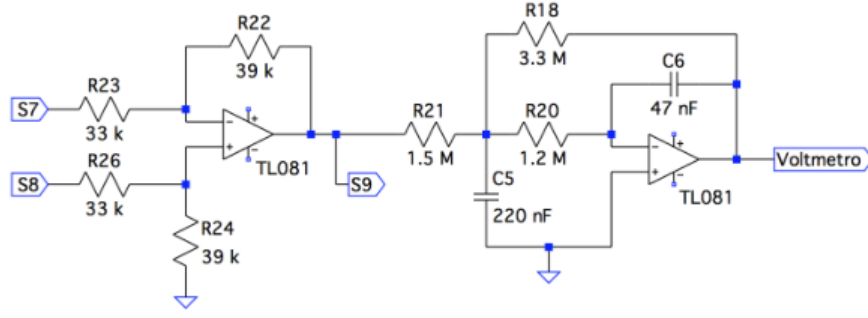 R22
39 k
R18
3.3 M
C6
47 nF
R23
S7
33 k
R21
1.5 M
R20
1.2 M
−
+
+
−
TL081
−
+
+
−
TL081
Voltmetro
R26
S8
33 k
S9
C5
220 nF
R24
39 k